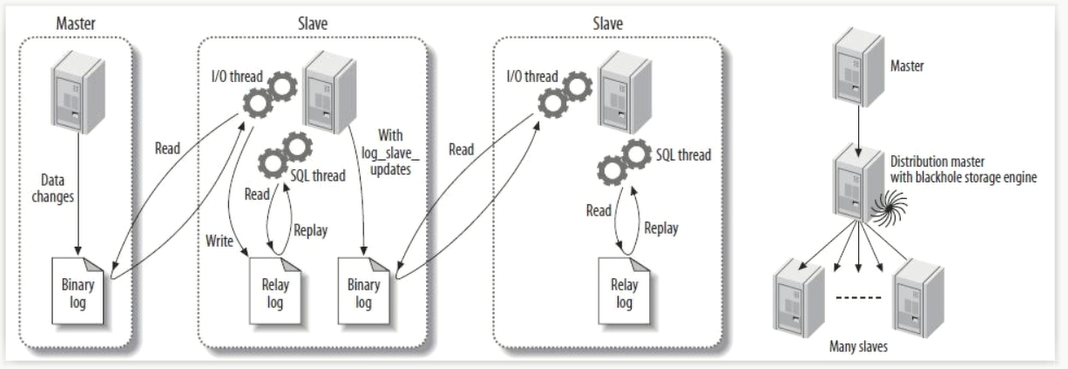 Master
Data
changes
Binary
log
Read
Slave
I/O thread
SQL thread
Read
Replay
Write
With
log_slave_
updates
Relay
log
Binary
log
Read
Slave
I/O thread
SQL thread
Read
Replay
Relay
log
Master
Distribution master
with blackhole storage engine
Many slaves